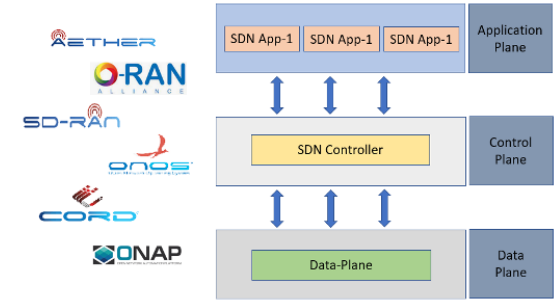 AETHER
O-RAN
ALLIANCE
SD-RAN
onos
CORD
ONAP
SDN App-1
SDN App-1
SDN App-1
Application
Plane
SDN Controller
Control
Plane
Data-Plane
Data
Plane